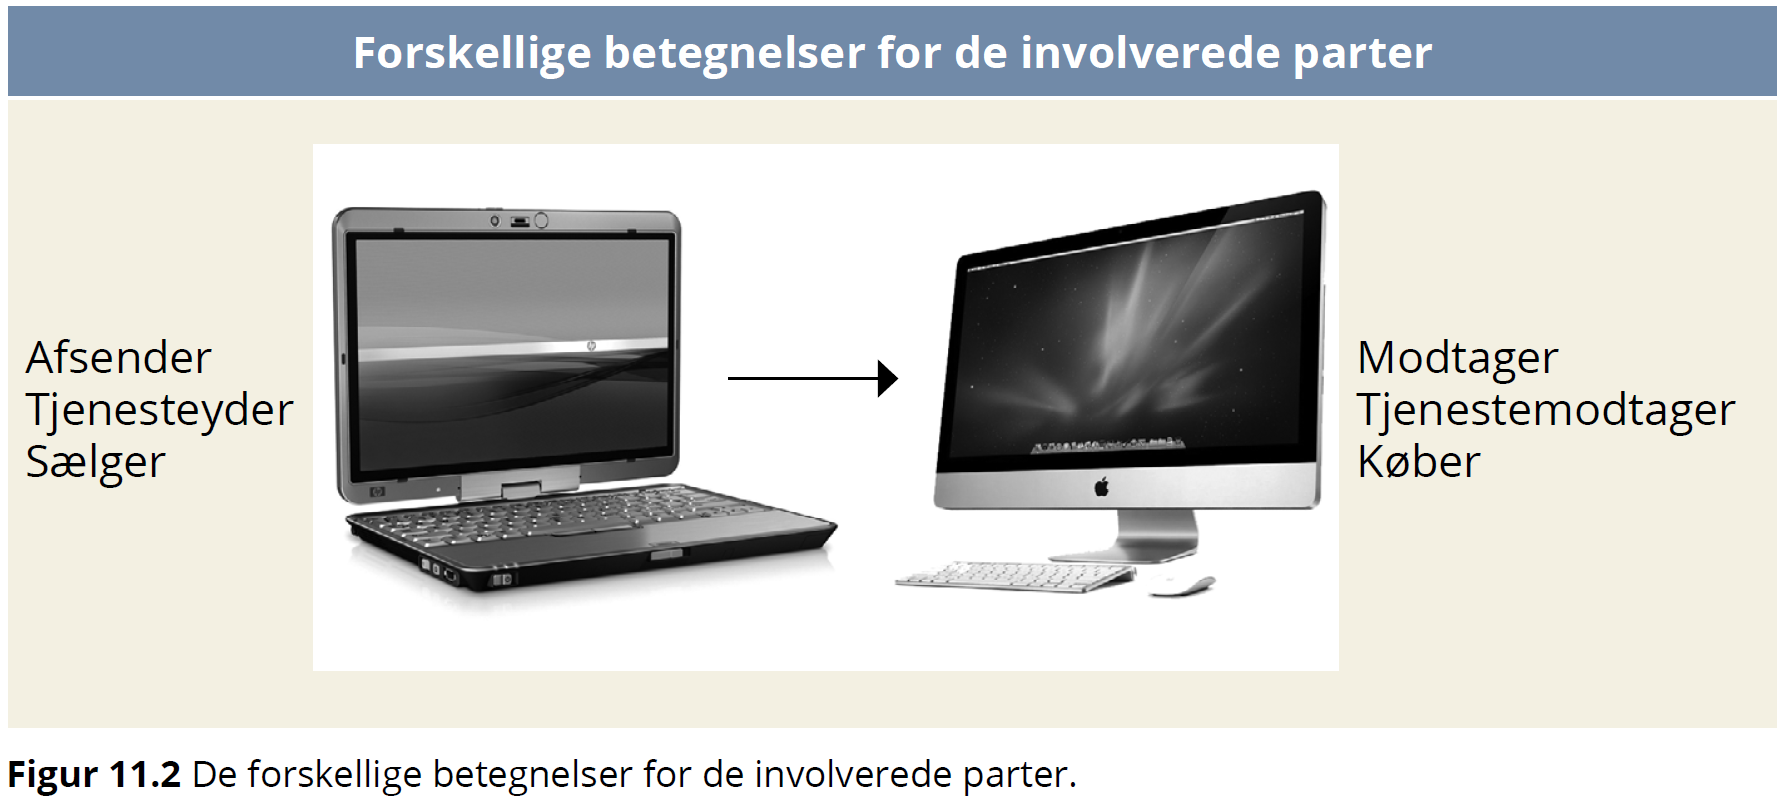 Forskellige betegnelser for de involverede parter
Afsender
Tjenesteyder
Sælger
Modtager
Tjenestemodtager
Køber
Figur 11.2 De forskellige betegnelser for de involverede parter.